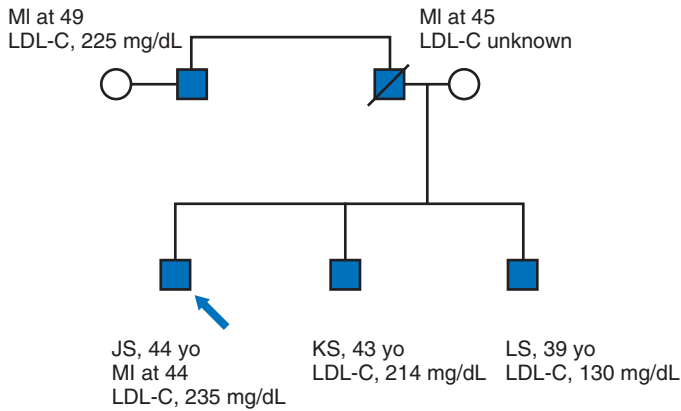 MI at 49
LDL-C, 225 mg/dL
MI at 45
LDL-C unknown
JS, 44 yo
MI at 44
LDL-C, 235 mg/dL
KS, 43 yo
LDL-C, 214 mg/dL
LS, 39 yo
LDL-C, 130 mg/dL